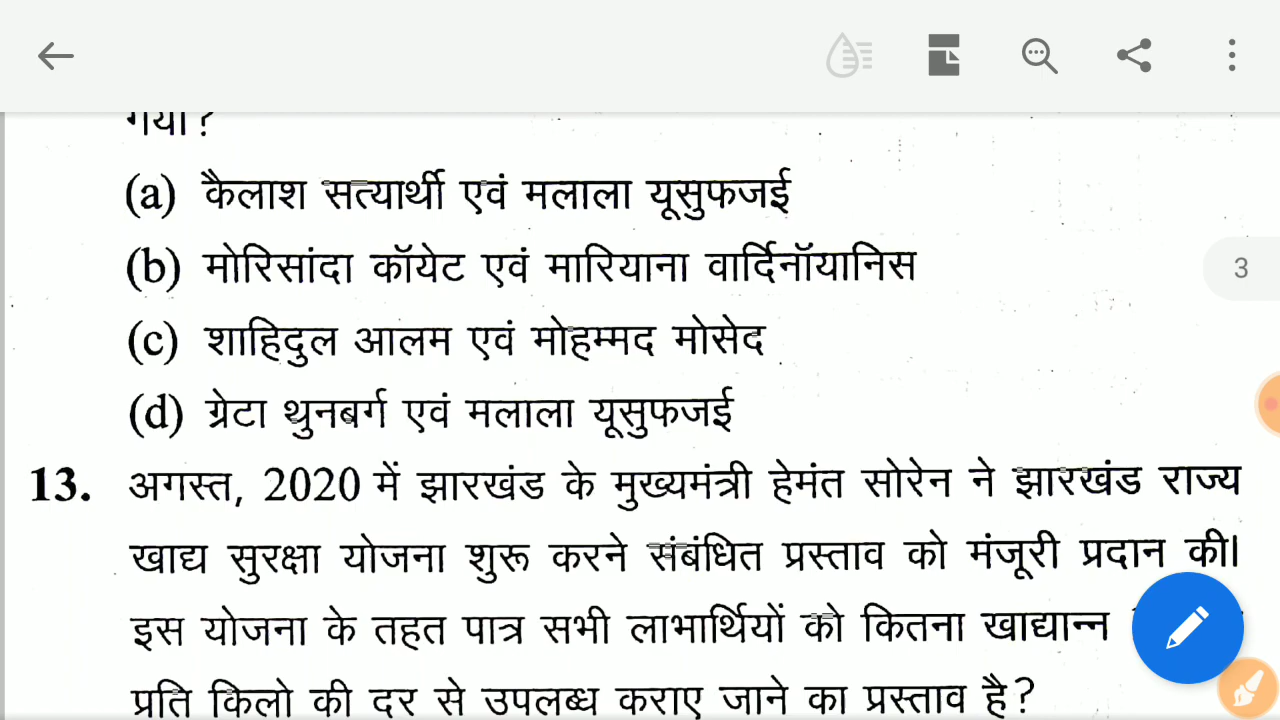 गया?
(a) कैलाश सत्यार्थी एवं मलाला यूसुफजई
(b) मोरिसांदा कॉयेट एवं मारियाना वार्दिनॉयानिस
3
(c) शाहिदुल आलम एवं मोहम्मद मोसेद
(d) ग्रेटा थुनबर्ग एवं मलाला यूसुफजई
13. अगस्त, 2020 में झारखंड के मुख्यमंत्री हेमंत सोरेन ने झारखंड राज्य
खाद्य सुरक्षा योजना शुरू करने संबंधित प्रस्ताव को मंजूरी प्रदान की।
इस योजना के तहत पात्र सभी लाभार्थियों को कितना खाद्यान्न
प्रति किलो की दर से उपलब्ध कराए जाने का प्रस्ताव है?